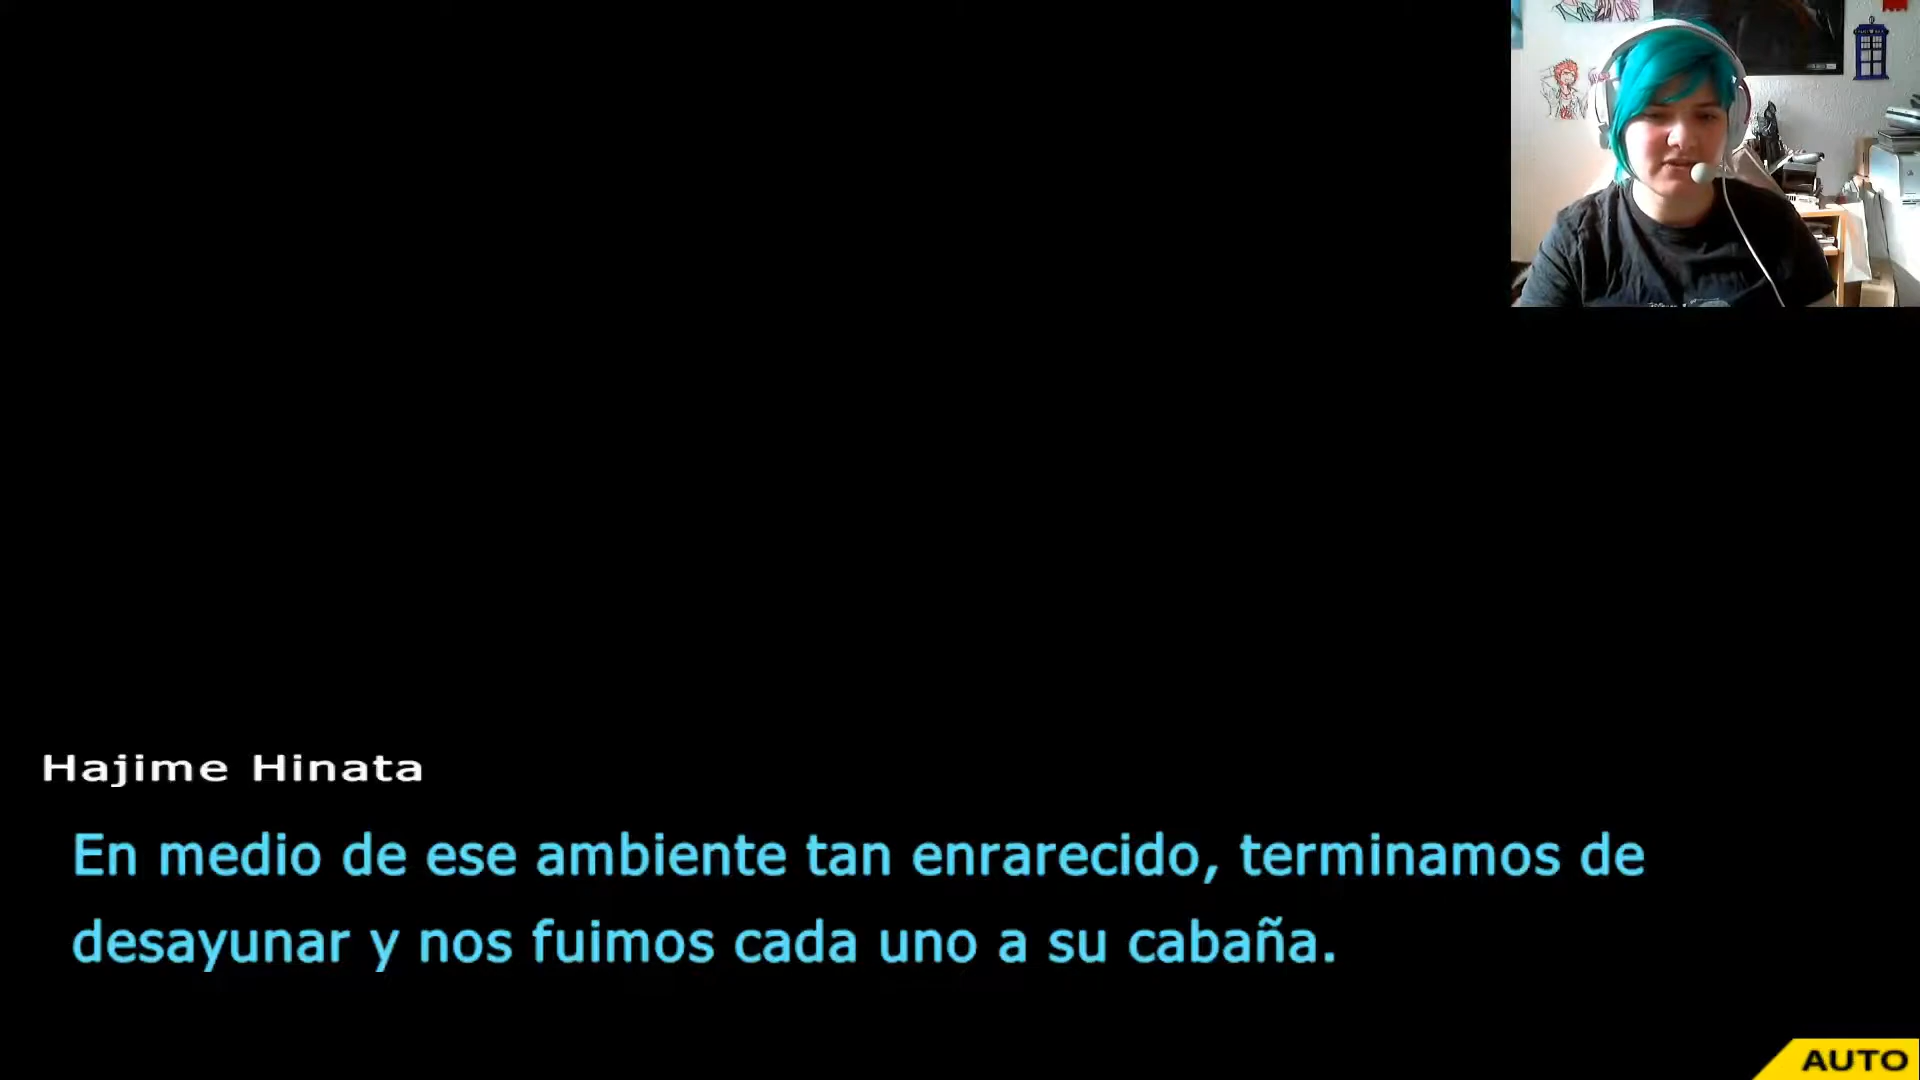 Hajime Hinata
En medio de ese ambiente tan enrarecido, terminamos de
desayunar y nos fuimos cada uno a su cabaña.
AUTO